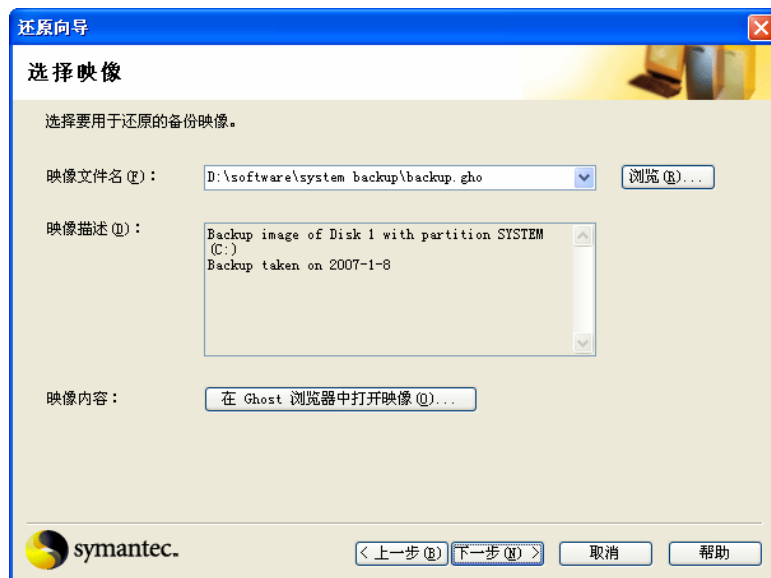 还原向导
选择映像
选择要用于还原的备份映像。
映像文件名(F)： D:\software\system backup\backup.gho 浏览(R)...
映像描述(D)： Backup image of Disk 1 with partition SYSTEM
(C:)
Backup taken on 2007-1-8
映像内容： 在 Ghost 浏览器中打开映像(O)...
symantec. < 上一步(B) 下一步(N) > 取消 帮助